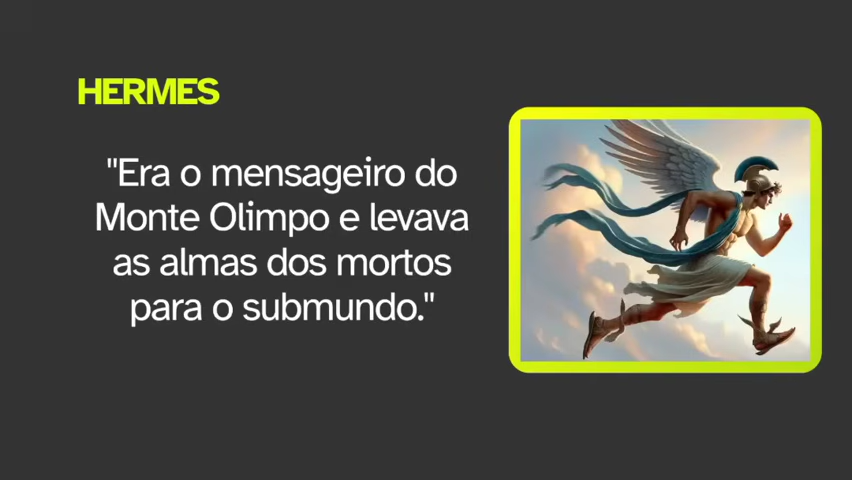 HERMES
"Era o mensageiro do
Monte Olimpo e levava
as almas dos mortos
para o submundo."